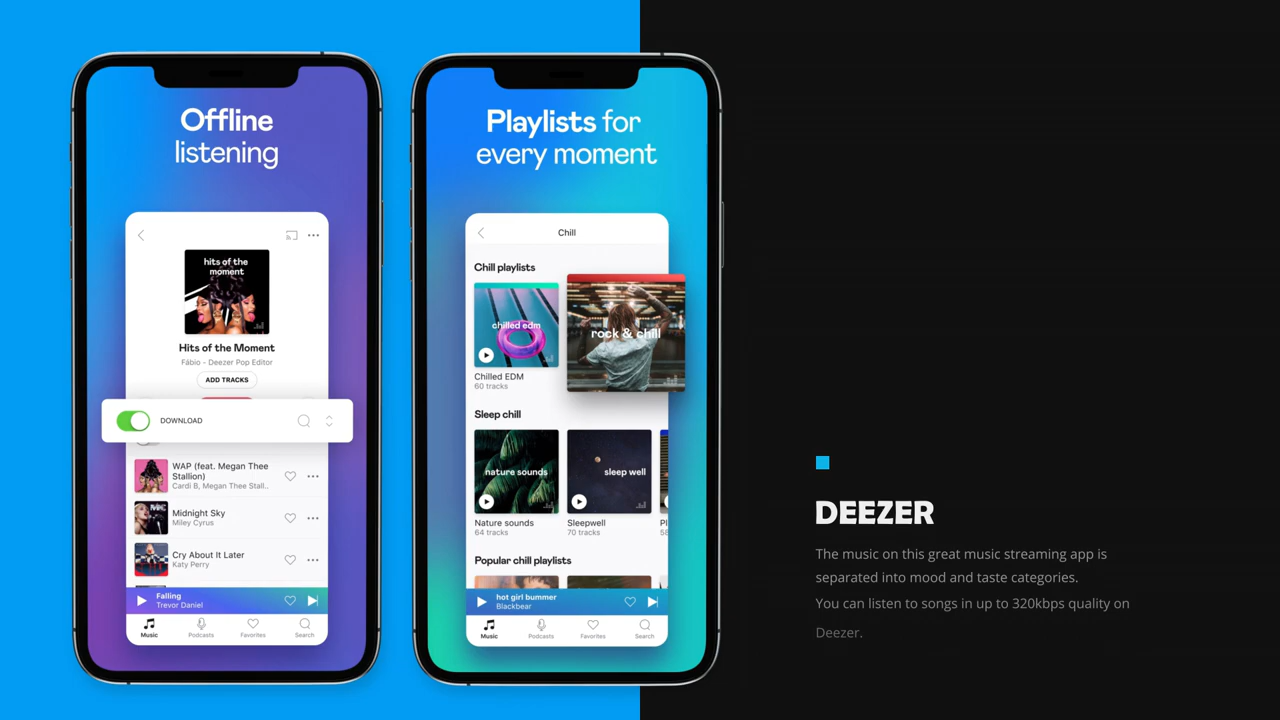 Offline
listening
hits of the
moment
Hits of the Moment
Fábio - Deezer Pop Editor
ADD TRACKS
DOWNLOAD
WAP (feat. Megan Thee
Stallion)
Cardi B, Megan Thee Stall...
Midnight Sky
Miley Cyrus
Cry About It Later
Katy Perry
Falling
Trevor Daniel
Music
Podcasts
Favorites
Search
Playlists for
every moment
Chill
Chill playlists
chilled edm
rock & chill
Chilled EDM
60 tracks
Sleep chill
nature sounds
sleep well
Nature sounds
64 tracks
Sleepwell
70 tracks
Popular chill playlists
hot girl bummer
Blackbear
Music
Podcasts
Favorites
Search
DEEZER
The music on this great music streaming app is
separated into mood and taste categories.
You can listen to songs in up to 320kbps quality on
Deezer.